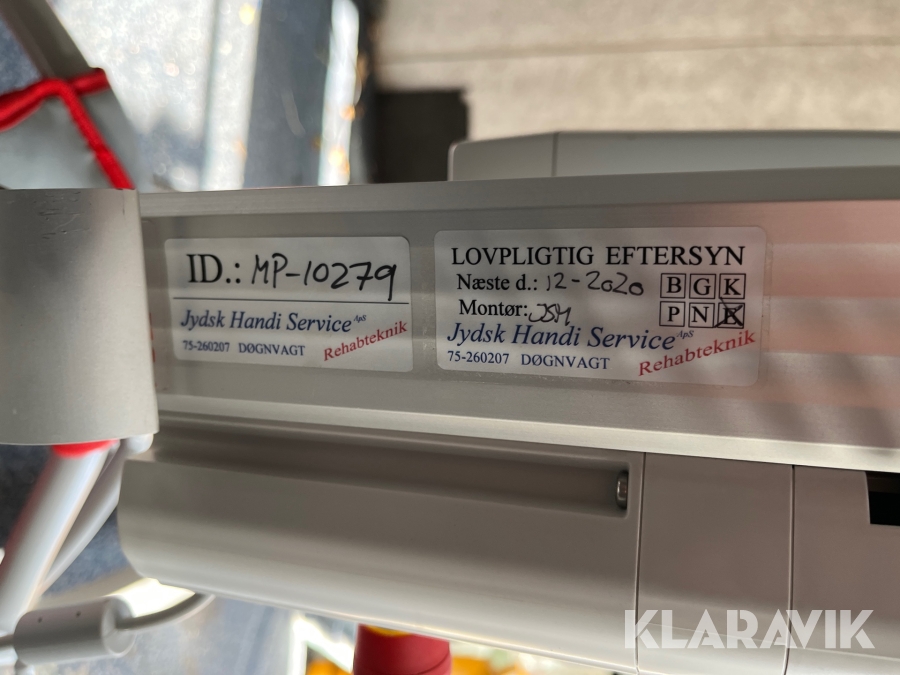 ID.: MP-10279
Jydsk Handi Service ApS
75-260207 DØGNVAGT
Rehabteknik
LOVPLIGTIG EFTERSYN
Næste d.: 12-2020 B G K
Montør: JSM P N
Jydsk Handi Service ApS
75-260207 DØGNVAGT
Rehabteknik
KLARAVIK